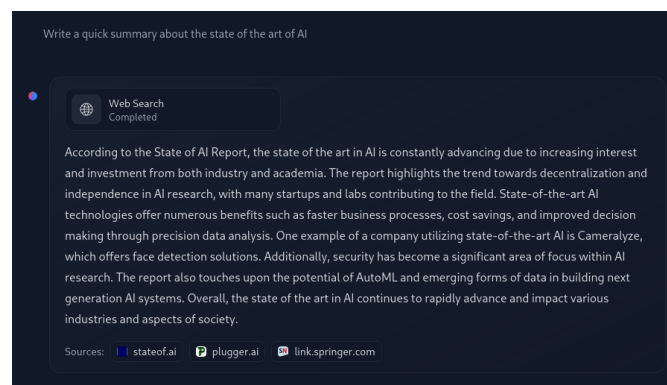 Write a quick summary about the state of the art of AI
Web Search
Completed
According to the State of AI Report, the state of the art in AI is constantly advancing due to increasing interest
and investment from both industry and academia. The report highlights the trend towards decentralization and
independence in AI research, with many startups and labs contributing to the field. State-of-the-art AI
technologies offer numerous benefits such as faster business processes, cost savings, and improved decision
making through precision data analysis. One example of a company utilizing state-of-the-art AI is Cameralyze,
which offers face detection solutions. Additionally, security has become a significant area of focus within AI
research. The report also touches upon the potential of AutoML and emerging forms of data in building next
generation AI systems. Overall, the state of the art in AI continues to rapidly advance and impact various
industries and aspects of society.
Sources: stateof.ai P plugger.ai SN link.springer.com